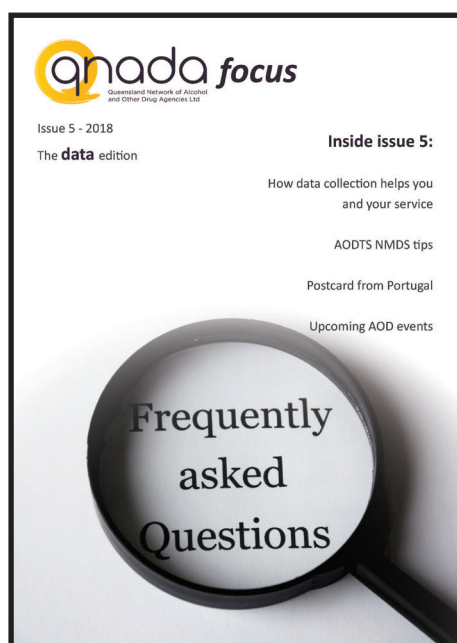 qnada focus
Queensland Network of Alcohol
and Other Drug Agencies Ltd
Issue 5 - 2018
The data edition
Inside issue 5:
How data collection helps you
and your service
AODTS NMDS tips
Postcard from Portugal
Upcoming AOD events
Frequently
asked
Questions